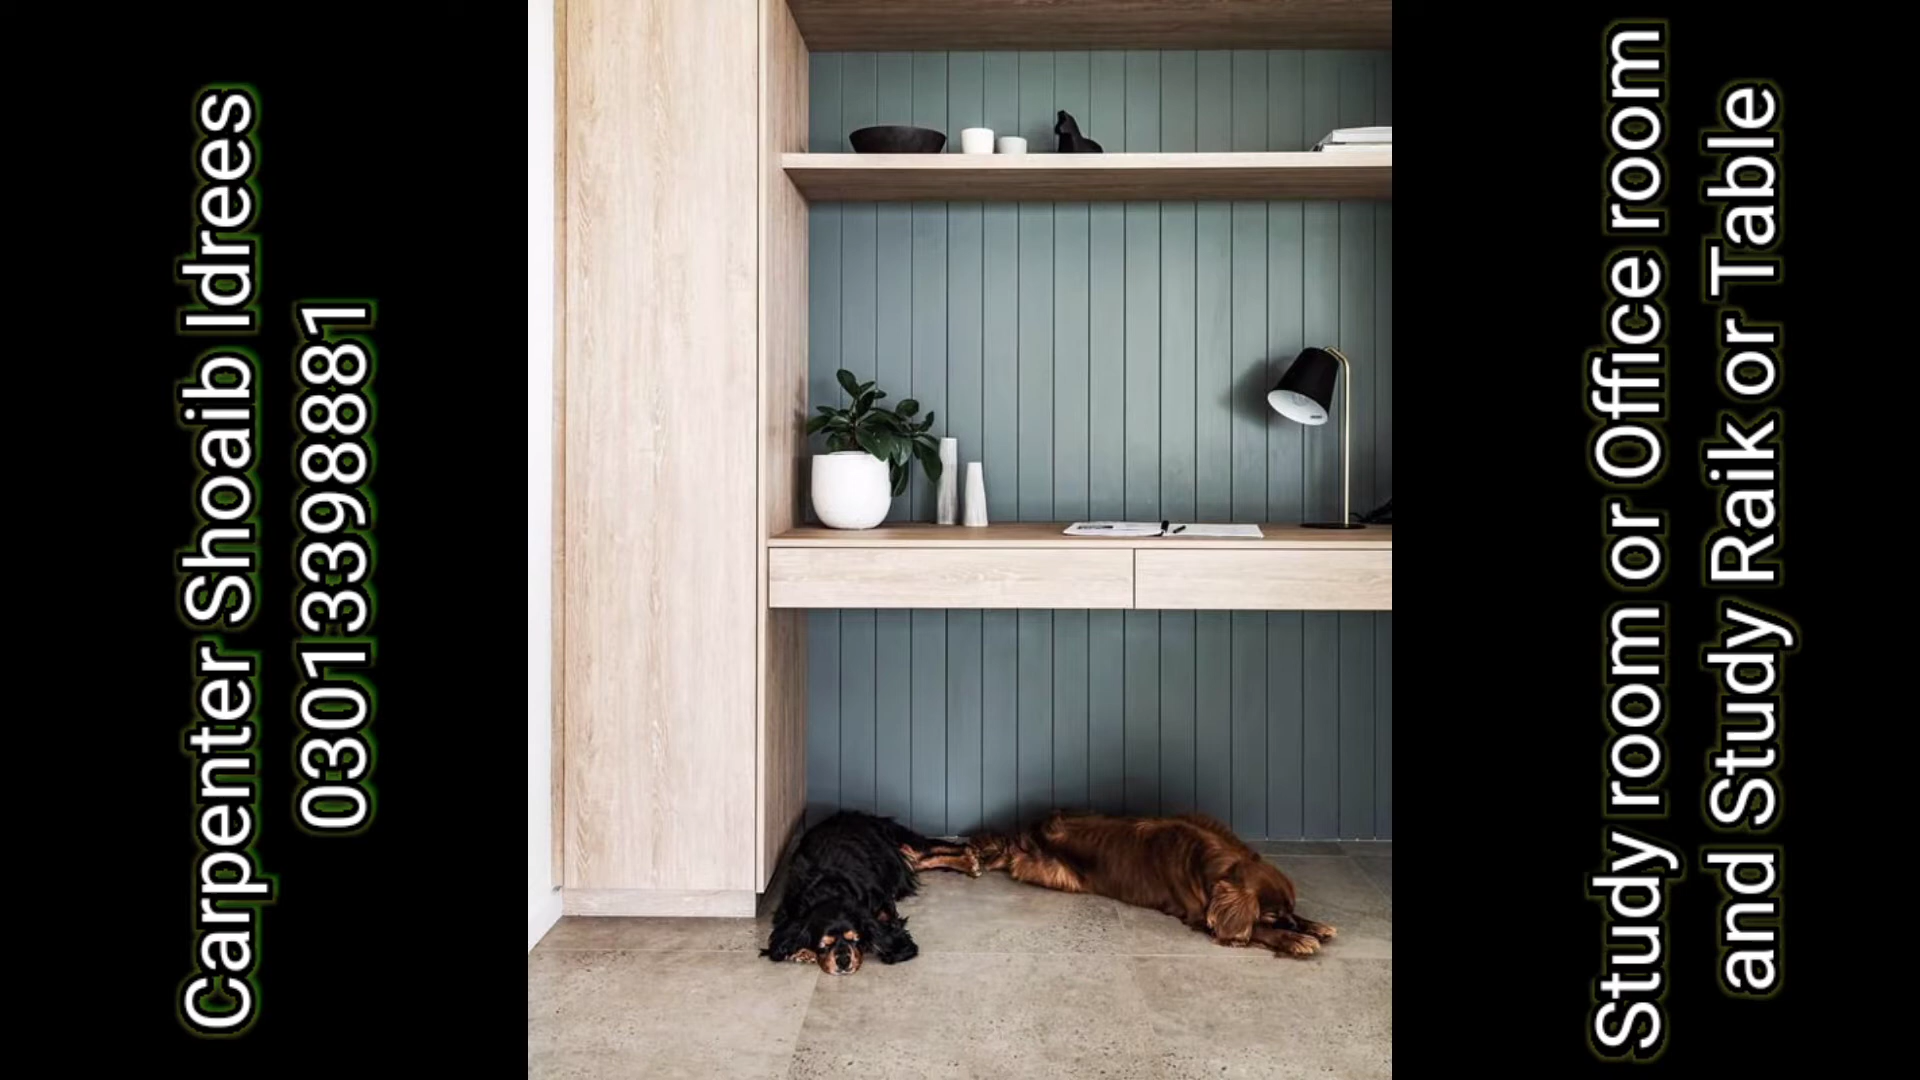 Carpenter Shoaib Idrees
03013398881
Study room or Office room
and Study Raik or Table